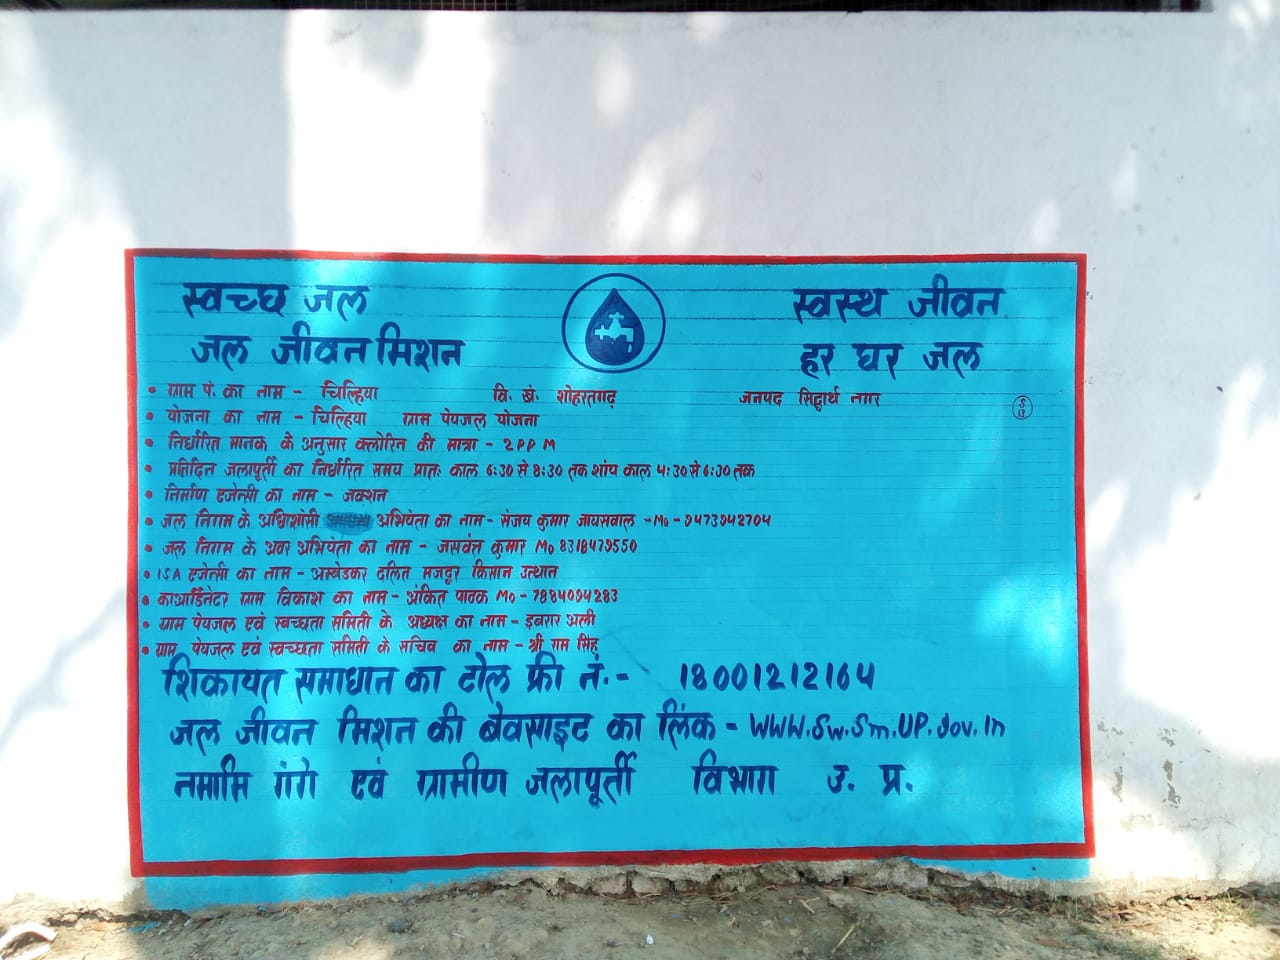 स्वच्छ जल स्वस्थ जीवन
जल जीवन मिशन हर घर जल
• ग्राम पं. का नाम - चिल्हिया वि. खं. शोहरतगढ़ जनपद सिद्धार्थ नगर
• योजना का नाम - चिल्हिया ग्राम पेयजल योजना
• निर्धारित मानक के अनुसार क्लोरिन की मात्रा - 2PPM
• प्रतिदिन जलापूर्ती का निर्धारित समय प्रातः काल 6:30 से 8:30 तक शांय काल 4:30 से 6:30 तक
• निर्माण एजेन्सी का नाम - जक्शन
• जल निगम के अधिशांसी अभियंता का नाम - संजय कुमार जायसवाल - Mo - 9473942704
• जल निगम के अवर अभियंता का नाम - जसवंत कुमार Mo 8318479550
• ISA एजेन्सी का नाम - अम्बेडकर दलित मजदूर किसान उत्थान
• काआर्डिनेटर ग्राम विकाश का नाम - अंकित पाठक Mo - 7884094283
• ग्राम पेयजल एवं स्वच्छता समिती के अध्यक्ष का नाम - इबरार अली
• ग्राम पेयजल एवं स्वच्छता समिती के सचिव का नाम - श्री राम सिंह
शिकायत समाधान का टोल फ्री नं. - 18001212164
जल जीवन मिशन की बेवसाइट का लिंक - WWW.Sw.Sm.UP.Gov.In
नमामि गंगे एवं ग्रामीण जलापूर्ती विभाग उ. प्र.